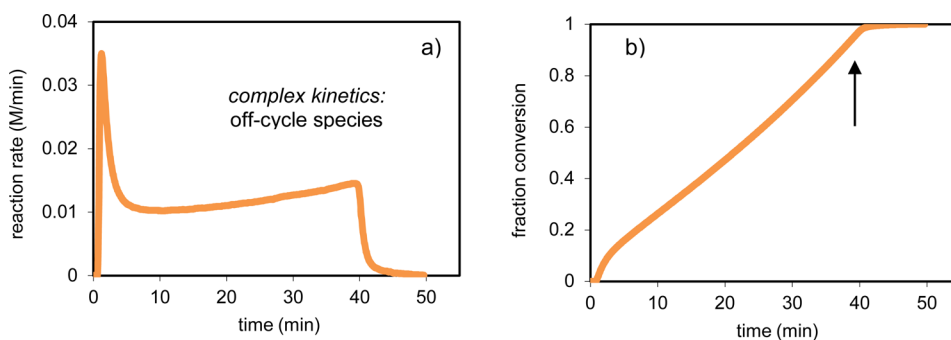 0.04
0.03
0.02
0.01
0
reaction rate (M/min)
a)
complex kinetics:
off-cycle species
0 10 20 30 40 50
time (min)
1
0.8
0.6
0.4
0.2
0
fraction conversion
b)
0 10 20 30 40 50
time (min)